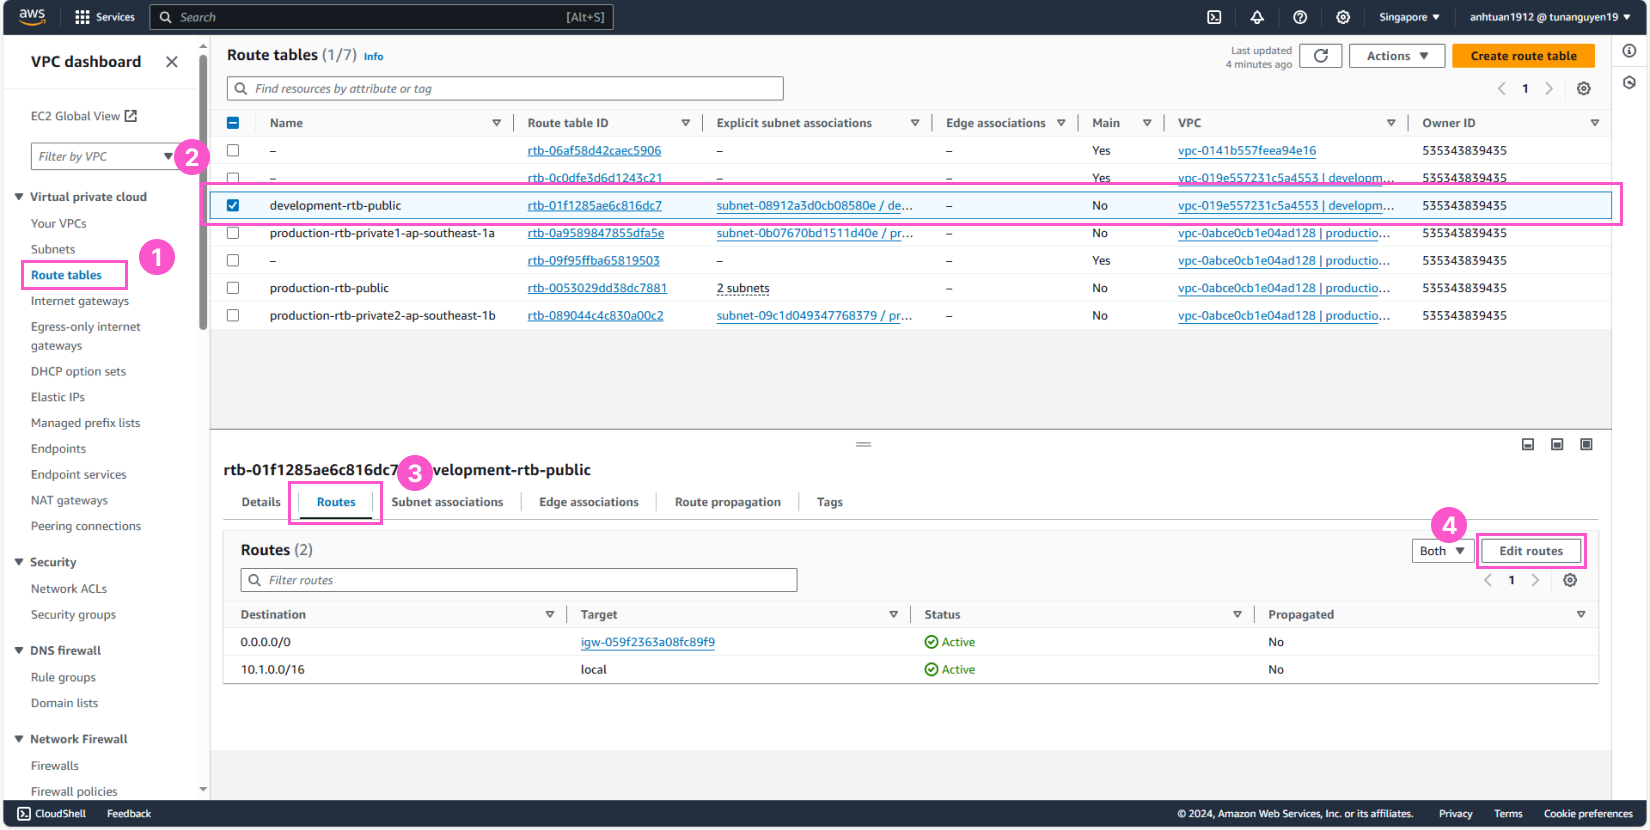 aws Services Search [Alt+S] Singapore anhtuan1912 @ tunanguyen19
VPC dashboard
EC2 Global View
Filter by VPC 2
Virtual private cloud
Your VPCs
Subnets
1
Route tables
Internet gateways
Egress-only internet
gateways
DHCP option sets
Elastic IPs
Managed prefix lists
Endpoints
Endpoint services
NAT gateways
Peering connections
Security
Network ACLs
Security groups
DNS firewall
Rule groups
Domain lists
Network Firewall
Firewalls
Firewall policies
Route tables (1/7) Info
Last updated
4 minutes ago
Actions Create route table
Find resources by attribute or tag
1
Name Route table ID Explicit subnet associations Edge associations Main VPC Owner ID
– rtb-06af58d42caec5906 – – Yes vpc-0141b557feea94e16 535343839435
– rtb-0c0dfe3d6d1243c21 – – Yes vpc-019e557231c5a4553 | developm... 535343839435
development-rtb-public rtb-01f1285ae6c816dc7 subnet-08912a3d0cb08580e / de... – No vpc-019e557231c5a4553 | developm... 535343839435
production-rtb-private1-ap-southeast-1a rtb-0a9589847855dfa5e subnet-0b07670bd1511d40e / pr... – No vpc-0abce0cb1e04ad128 | productio... 535343839435
– rtb-09f95ffba65819503 – – Yes vpc-0abce0cb1e04ad128 | productio... 535343839435
production-rtb-public rtb-0053029dd38dc7881 2 subnets – No vpc-0abce0cb1e04ad128 | productio... 535343839435
production-rtb-private2-ap-southeast-1b rtb-089044c4c830a00c2 subnet-09c1d049347768379 / pr... – No vpc-0abce0cb1e04ad128 | productio... 535343839435
rtb-01f1285ae6c816dc7 3 velopment-rtb-public
Details Routes Subnet associations Edge associations Route propagation Tags
4
Routes (2) Both Edit routes
Filter routes 1
Destination Target Status Propagated
0.0.0.0/0 igw-059f2363a08fc89f9 Active No
10.1.0.0/16 local Active No
CloudShell Feedback © 2024, Amazon Web Services, Inc. or its affiliates. Privacy Terms Cookie preferences